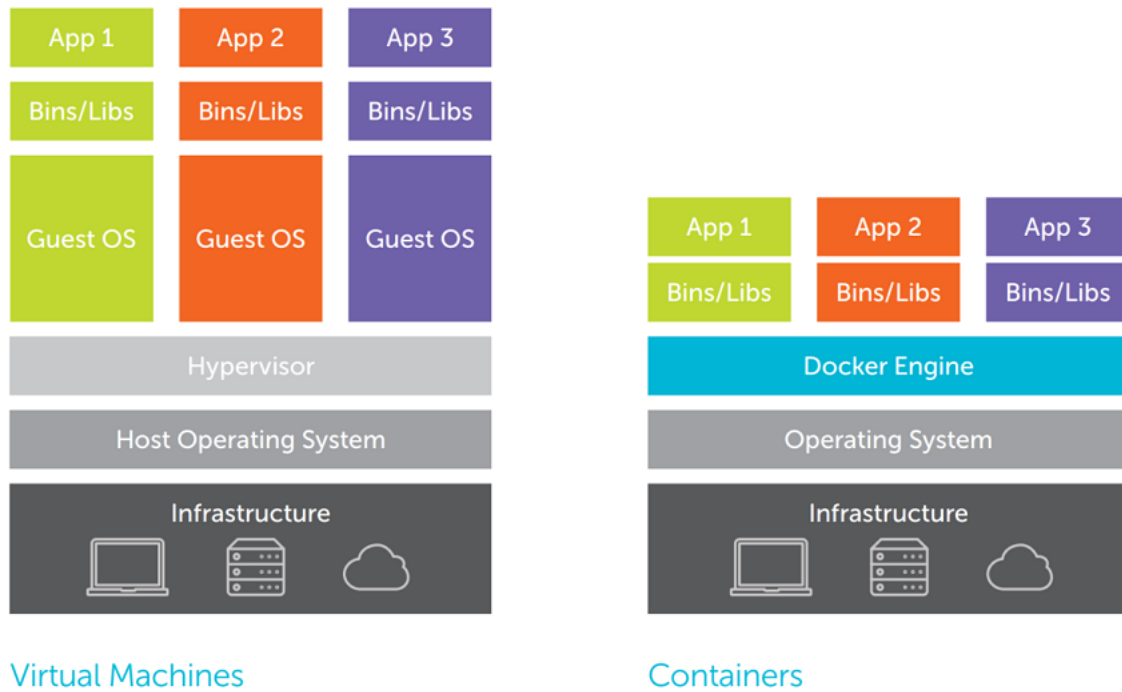 App 1 App 2 App 3
Bins/Libs Bins/Libs Bins/Libs
Guest OS Guest OS Guest OS
Hypervisor
Host Operating System
Infrastructure
Virtual Machines
App 1 App 2 App 3
Bins/Libs Bins/Libs Bins/Libs
Docker Engine
Operating System
Infrastructure
Containers